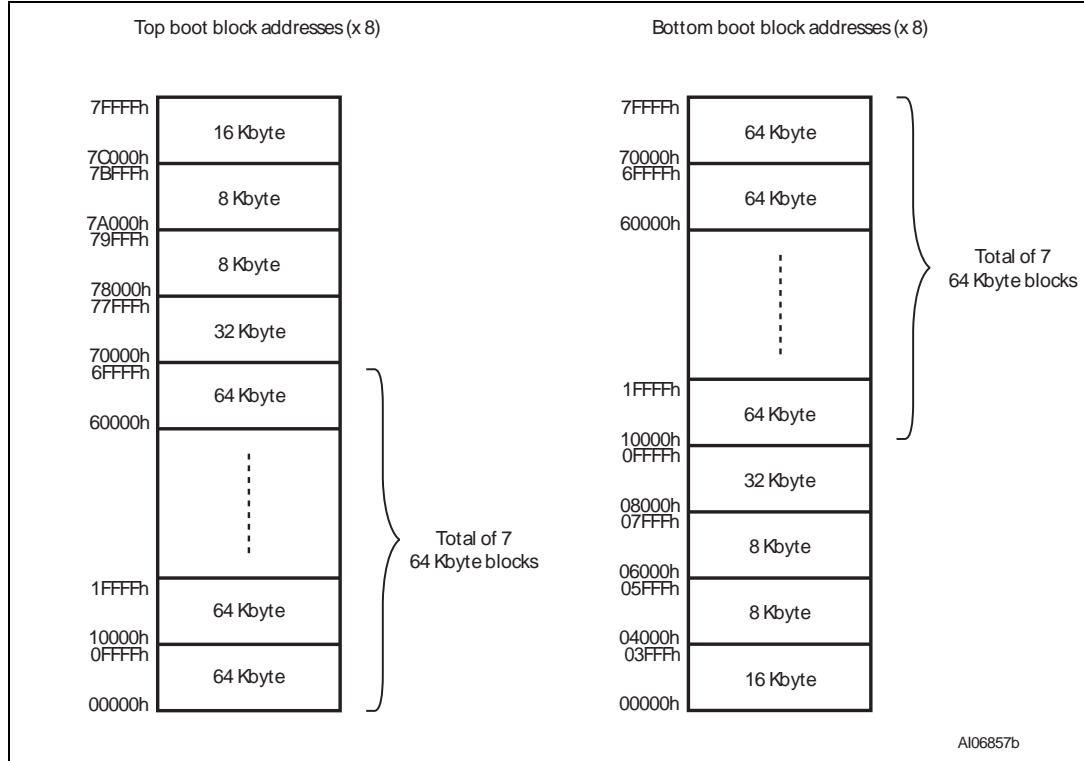 Top boot block addresses (x 8)
7FFFFh
16 Kbyte
7C000h
7BFFFh
8 Kbyte
7A000h
79FFFh
8 Kbyte
78000h
77FFFh
32 Kbyte
70000h
6FFFFh
64 Kbyte
60000h
Total of 7
64 Kbyte blocks
1FFFFh
64 Kbyte
10000h
0FFFFh
64 Kbyte
00000h
Bottom boot block addresses (x 8)
7FFFFh
64 Kbyte
70000h
6FFFFh
64 Kbyte
60000h
Total of 7
64 Kbyte blocks
1FFFFh
64 Kbyte
10000h
0FFFFh
32 Kbyte
08000h
07FFFh
8 Kbyte
06000h
05FFFh
8 Kbyte
04000h
03FFFh
16 Kbyte
00000h
AI06857b